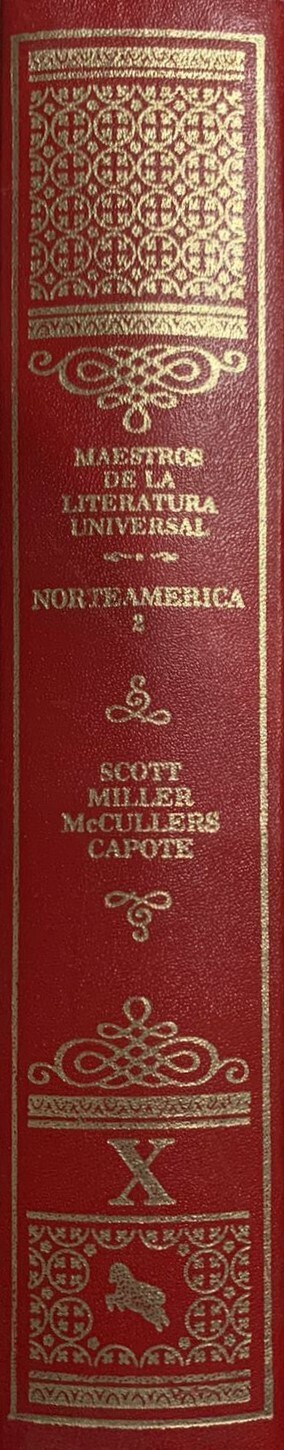 MAESTROS
DE LA
LITERATURA
UNIVERSAL
NORTEAMERICA
2
SCOTT
MILLER
McCULLERS
CAPOTE
X